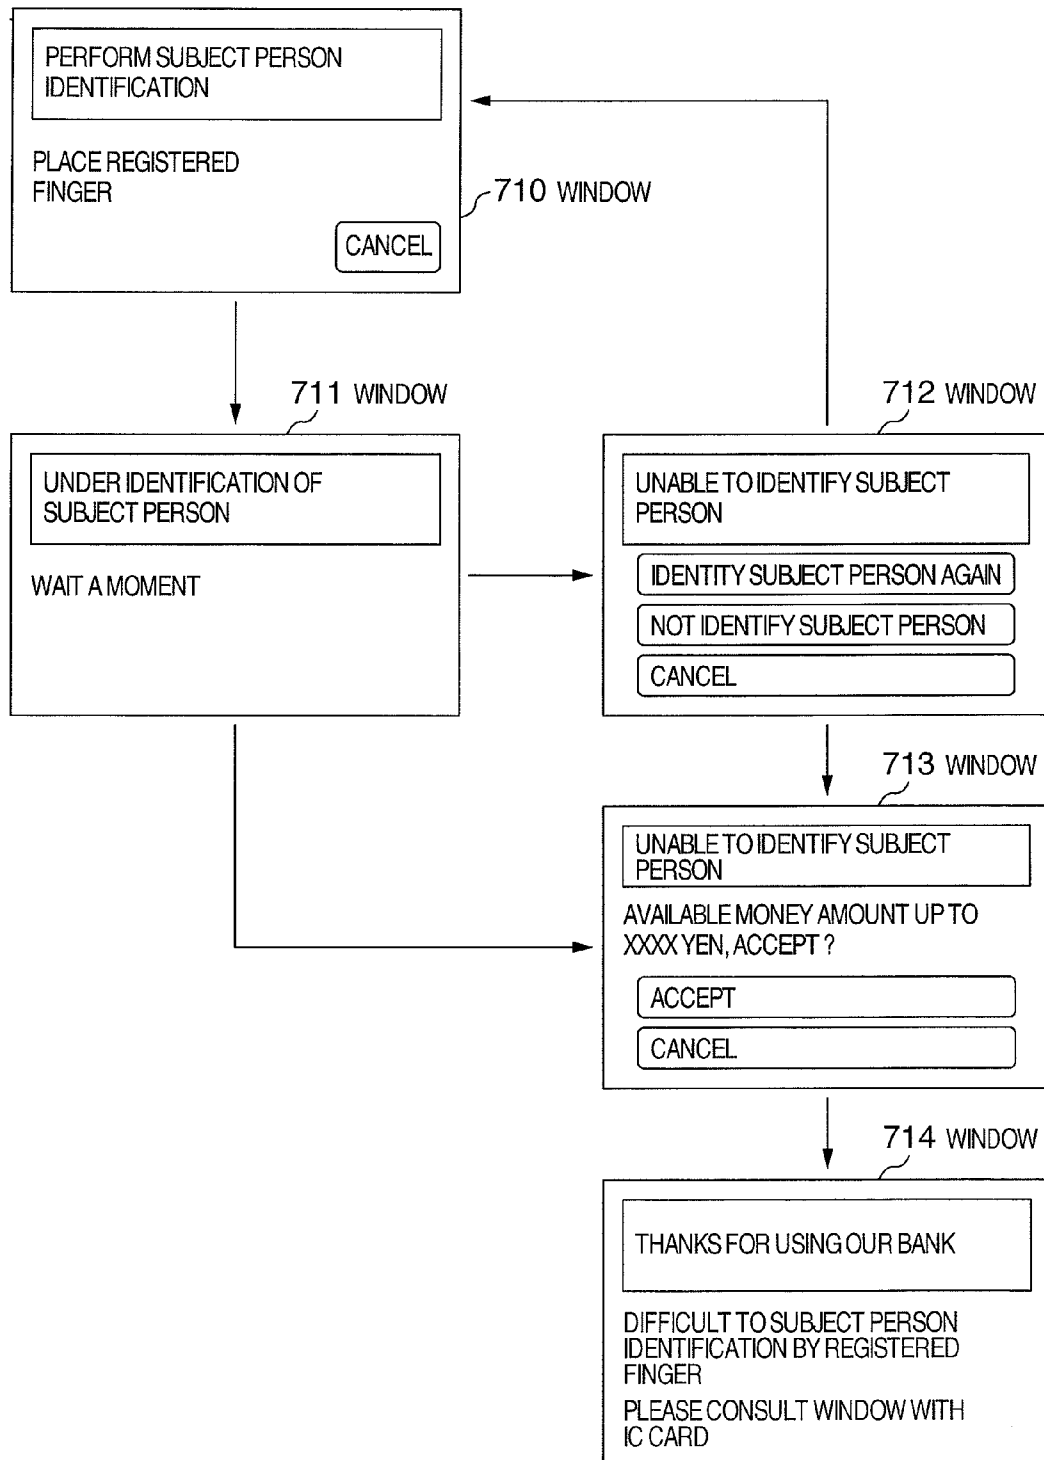 PERFORM SUBJECT PERSON
IDENTIFICATION
PLACE REGISTERED
FINGER
CANCEL
710 WINDOW
711 WINDOW
UNDER IDENTIFICATION OF
SUBJECT PERSON
WAIT A MOMENT
712 WINDOW
UNABLE TO IDENTIFY SUBJECT
PERSON
IDENTITY SUBJECT PERSON AGAIN
NOT IDENTIFY SUBJECT PERSON
CANCEL
713 WINDOW
UNABLE TO IDENTIFY SUBJECT
PERSON
AVAILABLE MONEY AMOUNT UP TO
XXXX YEN, ACCEPT ?
ACCEPT
CANCEL
714 WINDOW
THANKS FOR USING OUR BANK
DIFFICULT TO SUBJECT PERSON
IDENTIFICATION BY REGISTERED
FINGER
PLEASE CONSULT WINDOW WITH
IC CARD